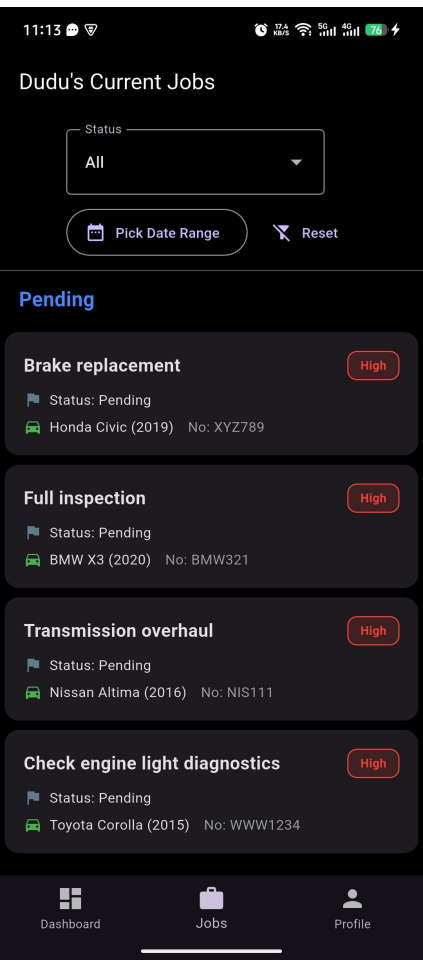 11:13
17.4
KB/S
5G
4G
76
Dudu's Current Jobs
Status
All
Pick Date Range
Reset
Pending
Brake replacement
High
Status: Pending
Honda Civic (2019) No: XYZ789
Full inspection
High
Status: Pending
BMW X3 (2020) No: BMW321
Transmission overhaul
High
Status: Pending
Nissan Altima (2016) No: NIS111
Check engine light diagnostics
High
Status: Pending
Toyota Corolla (2015) No: WWW1234
Dashboard
Jobs
Profile